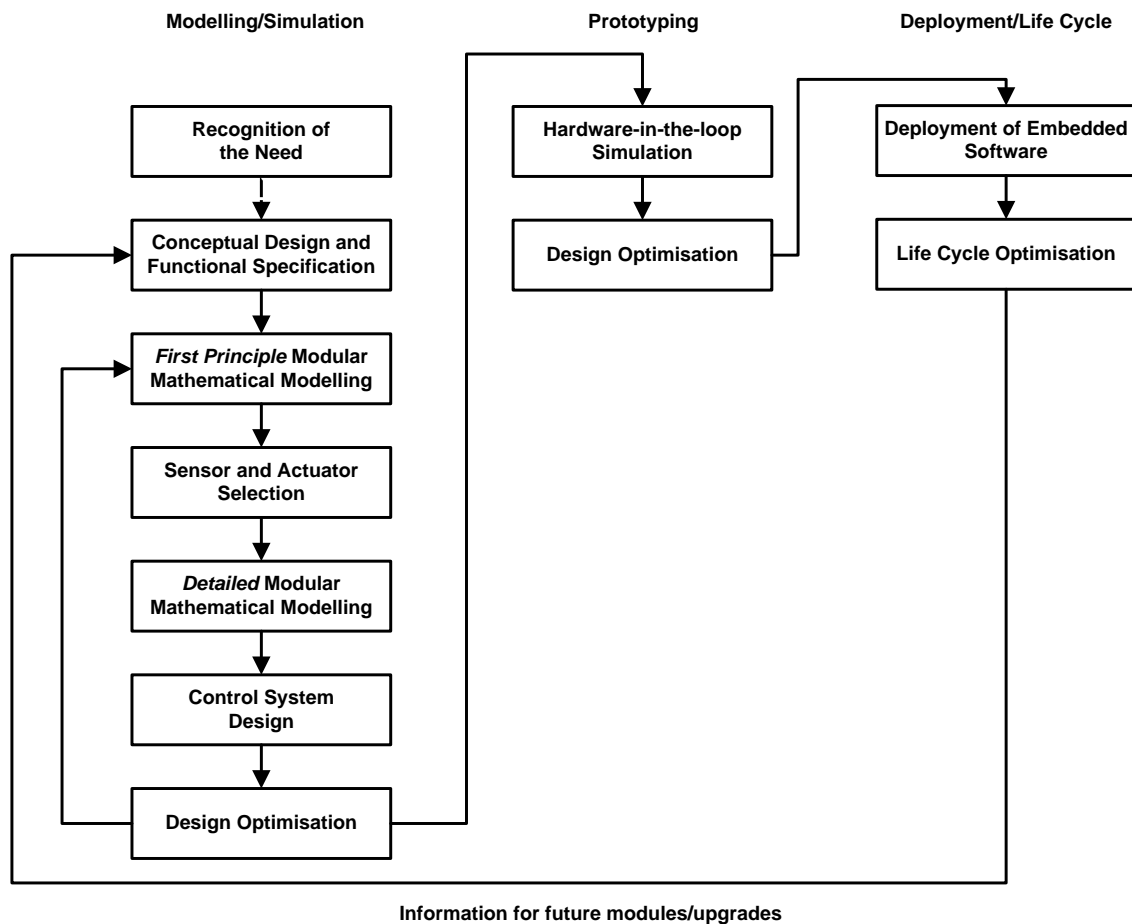 Modelling/Simulation
Recognition of
the Need
Conceptual Design and
Functional Specification
First Principle Modular
Mathematical Modelling
Sensor and Actuator
Selection
Detailed Modular
Mathematical Modelling
Control System
Design
Design Optimisation
Prototyping
Hardware-in-the-loop
Simulation
Design Optimisation
Deployment/Life Cycle
Deployment of Embedded
Software
Life Cycle Optimisation
Information for future modules/upgrades